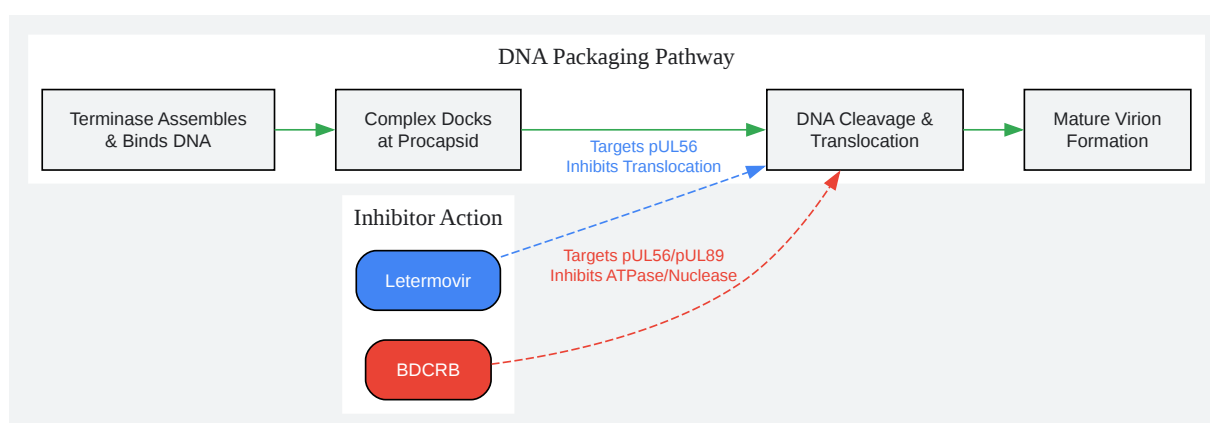 DNA Packaging Pathway
Terminase Assembles
& Binds DNA
Complex Docks
at Procapsid
DNA Cleavage &
Translocation
Mature Virion
Formation
Targets pUL56
Inhibits Translocation
Inhibitor Action
Letermovir
Targets pUL56/pUL89
Inhibits ATPase/Nuclease
BDCRB